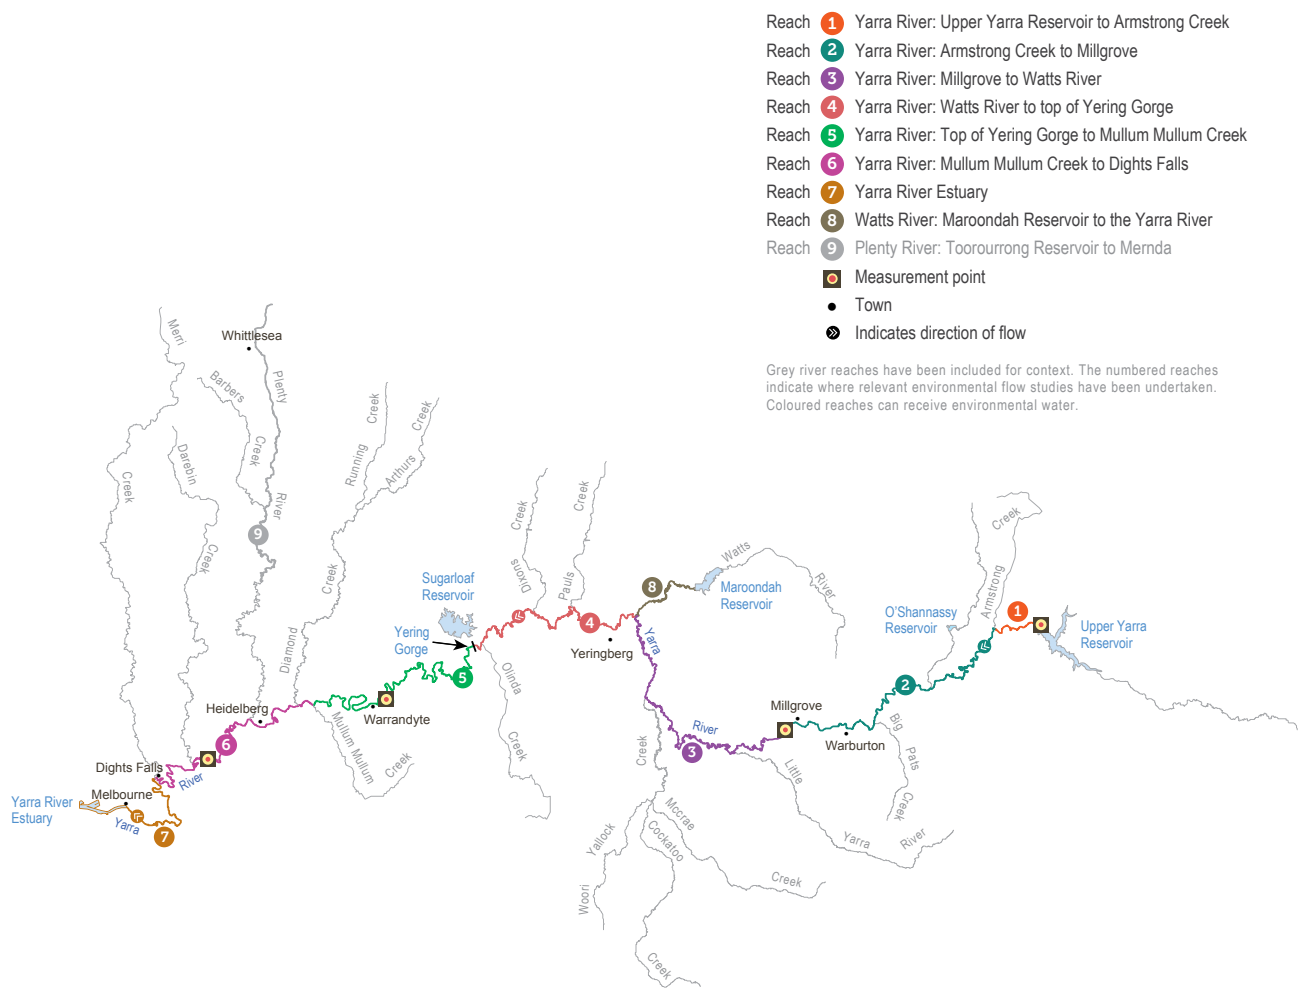 Reach 1 Yarra River: Upper Yarra Reservoir to Armstrong Creek
Reach 2 Yarra River: Armstrong Creek to Millgrove
Reach 3 Yarra River: Millgrove to Watts River
Reach 4 Yarra River: Watts River to top of Yering Gorge
Reach 5 Yarra River: Top of Yering Gorge to Mullum Mullum Creek
Reach 6 Yarra River: Mullum Mullum Creek to Dights Falls
Reach 7 Yarra River Estuary
Reach 8 Watts River: Maroondah Reservoir to the Yarra River
Reach 9 Plenty River: Toorourrong Reservoir to Mernda
Measurement point
Town
Indicates direction of flow
Grey river reaches have been included for context. The numbered reaches
indicate where relevant environmental flow studies have been undertaken.
Coloured reaches can receive environmental water.
Merri
Creek
Whittlesea
Barbers
Creek
Plenty
River
9
Darebin
Creek
Running
Creek
Arthurs
Creek
Diamond
Creek
Dixons
Creek
Pauls
Creek
Sugarloaf
Reservoir
Yering
Gorge
4
Yeringberg
8
Watts
River
Maroondah
Reservoir
Armstrong
Creek
O'Shannassy
Reservoir
1
Upper Yarra
Reservoir
Yarra
River
5
Olinda
Creek
2
Heidelberg
Warrandyte
Mullum Mullum
Creek
6
Millgrove
Warburton
Big
Pats
Creek
3
Little
Yarra
River
Creek
Dights Falls
River
Melbourne
Yarra River
Estuary
Yarra
7
Woori
Yallock
Mccrae
Creek
Cockatoo
Creek